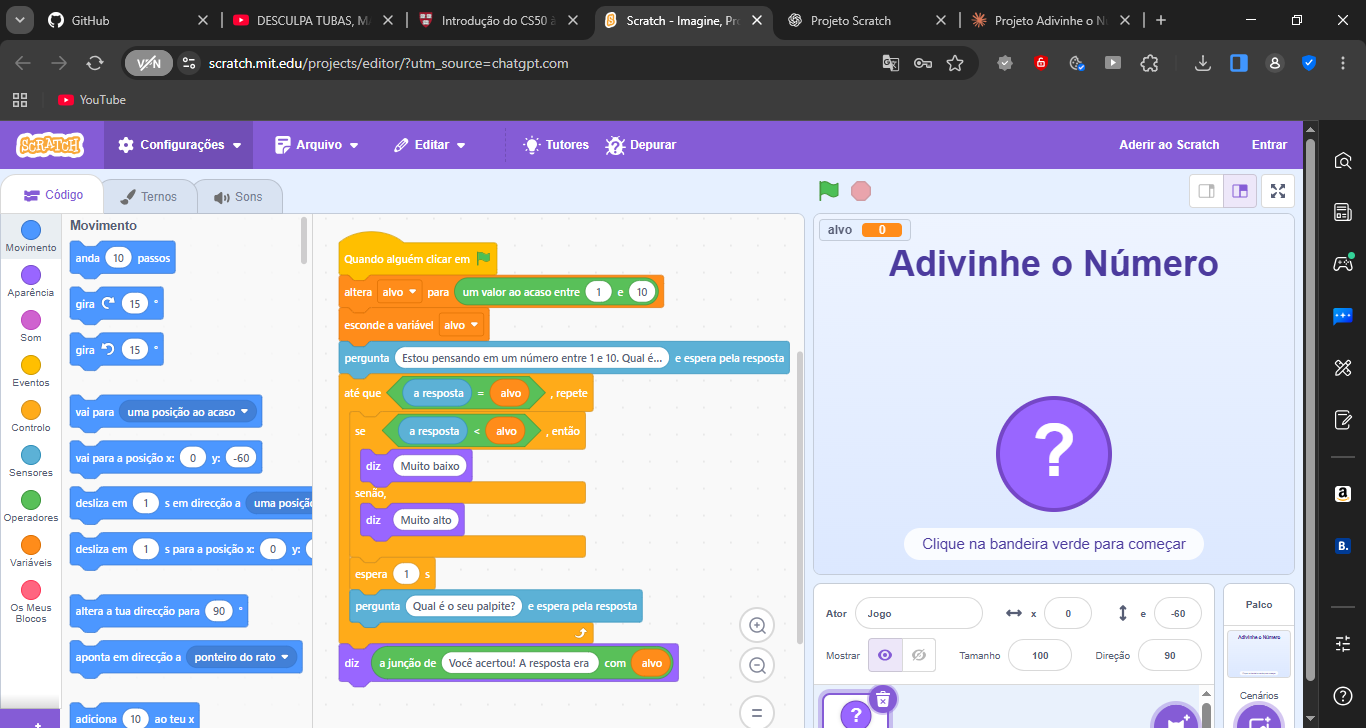 GitHub
DESCULPA TUBAS, M
Introdução do CS50
Scratch - Imagine, Pr
Projeto Scratch
Projeto Adivinhe o N
VPN
scratch.mit.edu/projects/editor/?utm_source=chatgpt.com
YouTube
SCRATCH
Configurações
Arquivo
Editar
Tutores
Depurar
Aderir ao Scratch
Entrar
Código
Ternos
Sons
Movimento
Aparência
Som
Eventos
Controlo
Sensores
Operadores
Variáveis
Os Meus
Blocos
Movimento
anda 10 passos
gira 15 °
gira 15 °
vai para uma posição ao acaso
vai para a posição x: 0 y: -60
desliza em 1 s em direcção a uma posiçã
desliza em 1 s para a posição x: 0 y:
altera a tua direcção para 90 °
aponta em direcção a ponteiro do rato
adiciona 10 ao teu x
Quando alguém clicar em
altera alvo para um valor ao acaso entre 1 e 10
esconde a variável alvo
pergunta Estou pensando em um número entre 1 e 10. Qual é... e espera pela resposta
até que a resposta = alvo , repete
se a resposta < alvo , então
diz Muito baixo
senão,
diz Muito alto
espera 1 s
pergunta Qual é o seu palpite? e espera pela resposta
diz a junção de Você acertou! A resposta era com alvo
alvo 0
Adivinhe o Número
?
Clique na bandeira verde para começar
Ator Jogo x 0 e -60
Mostrar Tamanho 100 Direção 90
?
Palco
Adivinhe o Número
Cenários
a
B.